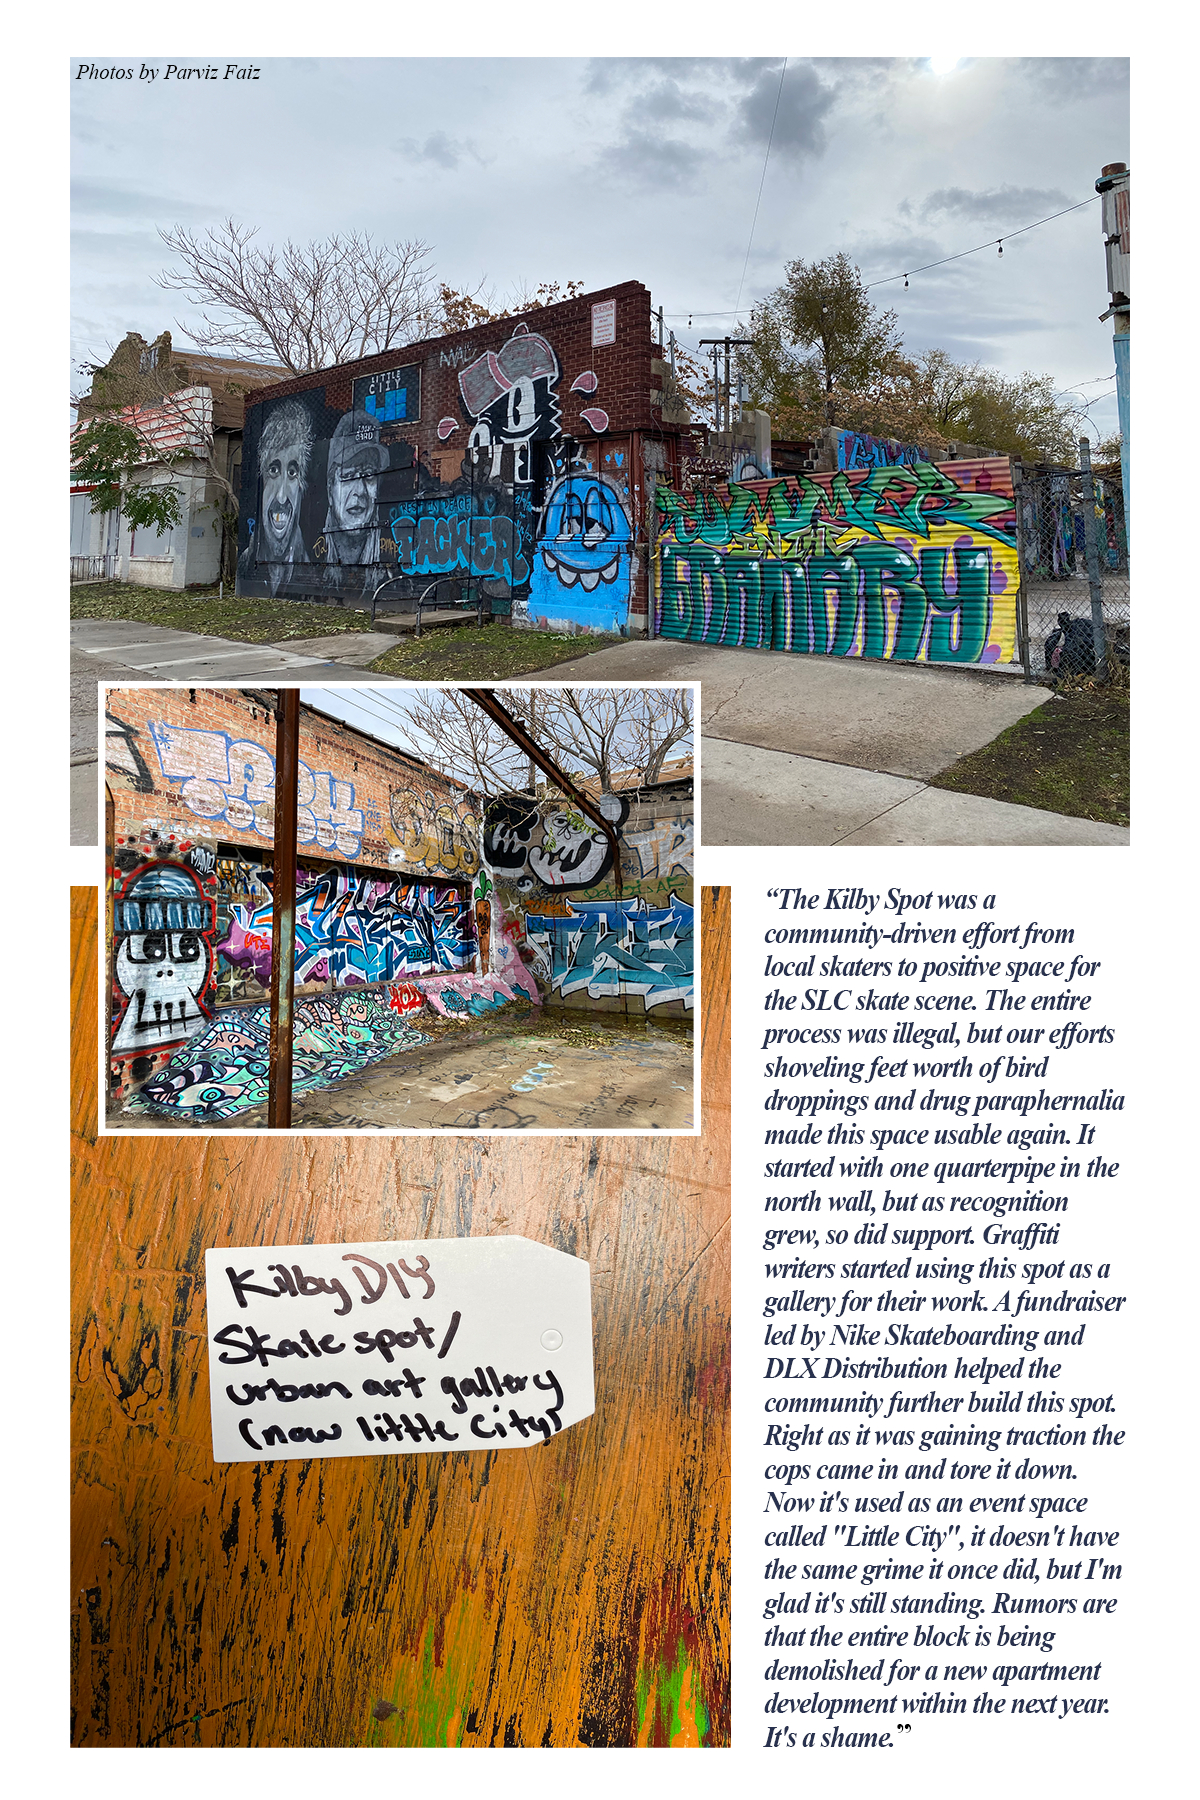 Photos by Parviz Faiz
LITTLE
CITY
REST IN PEACE
PACKER
SUMMER
IN THE
GRANARY
Kilby DIY
Skate spot/
urban art gallery
(now little City)
“The Kilby Spot was a
community-driven effort from
local skaters to positive space for
the SLC skate scene. The entire
process was illegal, but our efforts
shoveling feet worth of bird
droppings and drug paraphernalia
made this space usable again. It
started with one quarterpipe in the
north wall, but as recognition
grew, so did support. Graffiti
writers started using this spot as a
gallery for their work. A fundraiser
led by Nike Skateboarding and
DLX Distribution helped the
community further build this spot.
Right as it was gaining traction the
cops came in and tore it down.
Now it's used as an event space
called "Little City", it doesn't have
the same grime it once did, but I'm
glad it's still standing. Rumors are
that the entire block is being
demolished for a new apartment
development within the next year.
It's a shame.”